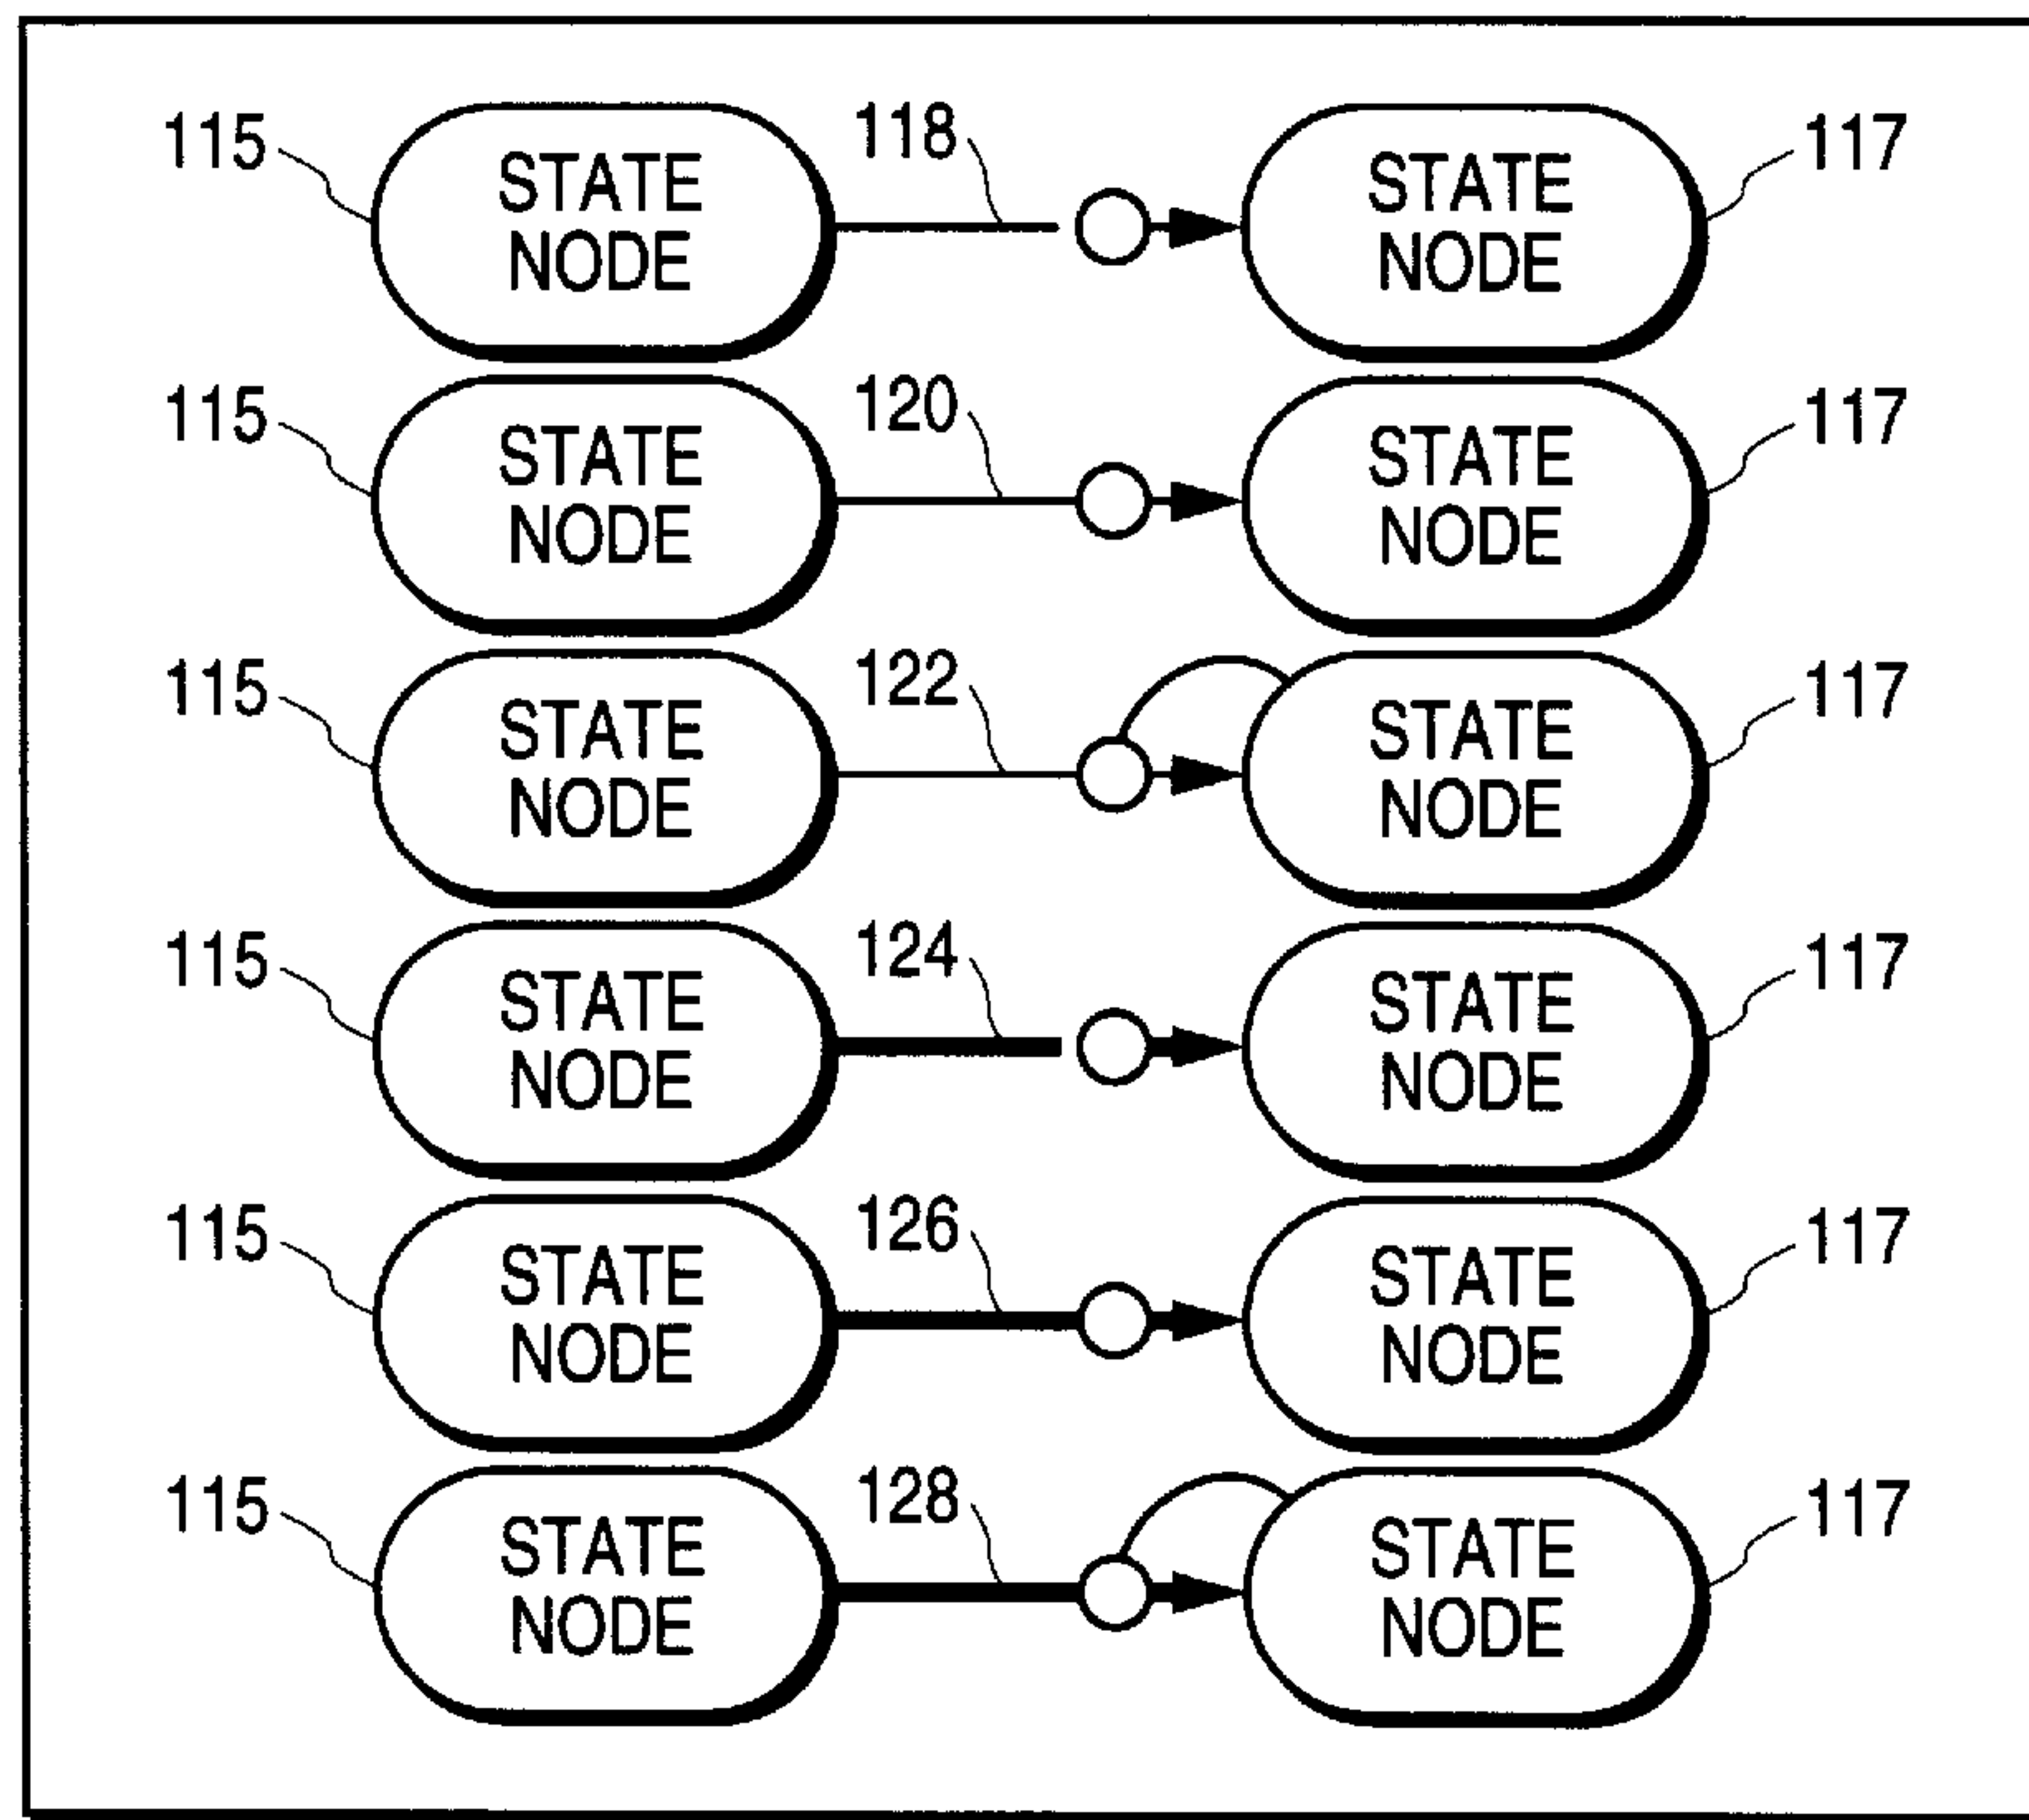 115 STATE 118 STATE 117
NODE NODE
115 STATE 120 STATE 117
NODE NODE
115 STATE 122 STATE 117
NODE NODE
115 STATE 124 STATE 117
NODE NODE
115 STATE 126 STATE 117
NODE NODE
115 STATE 128 STATE 117
NODE NODE